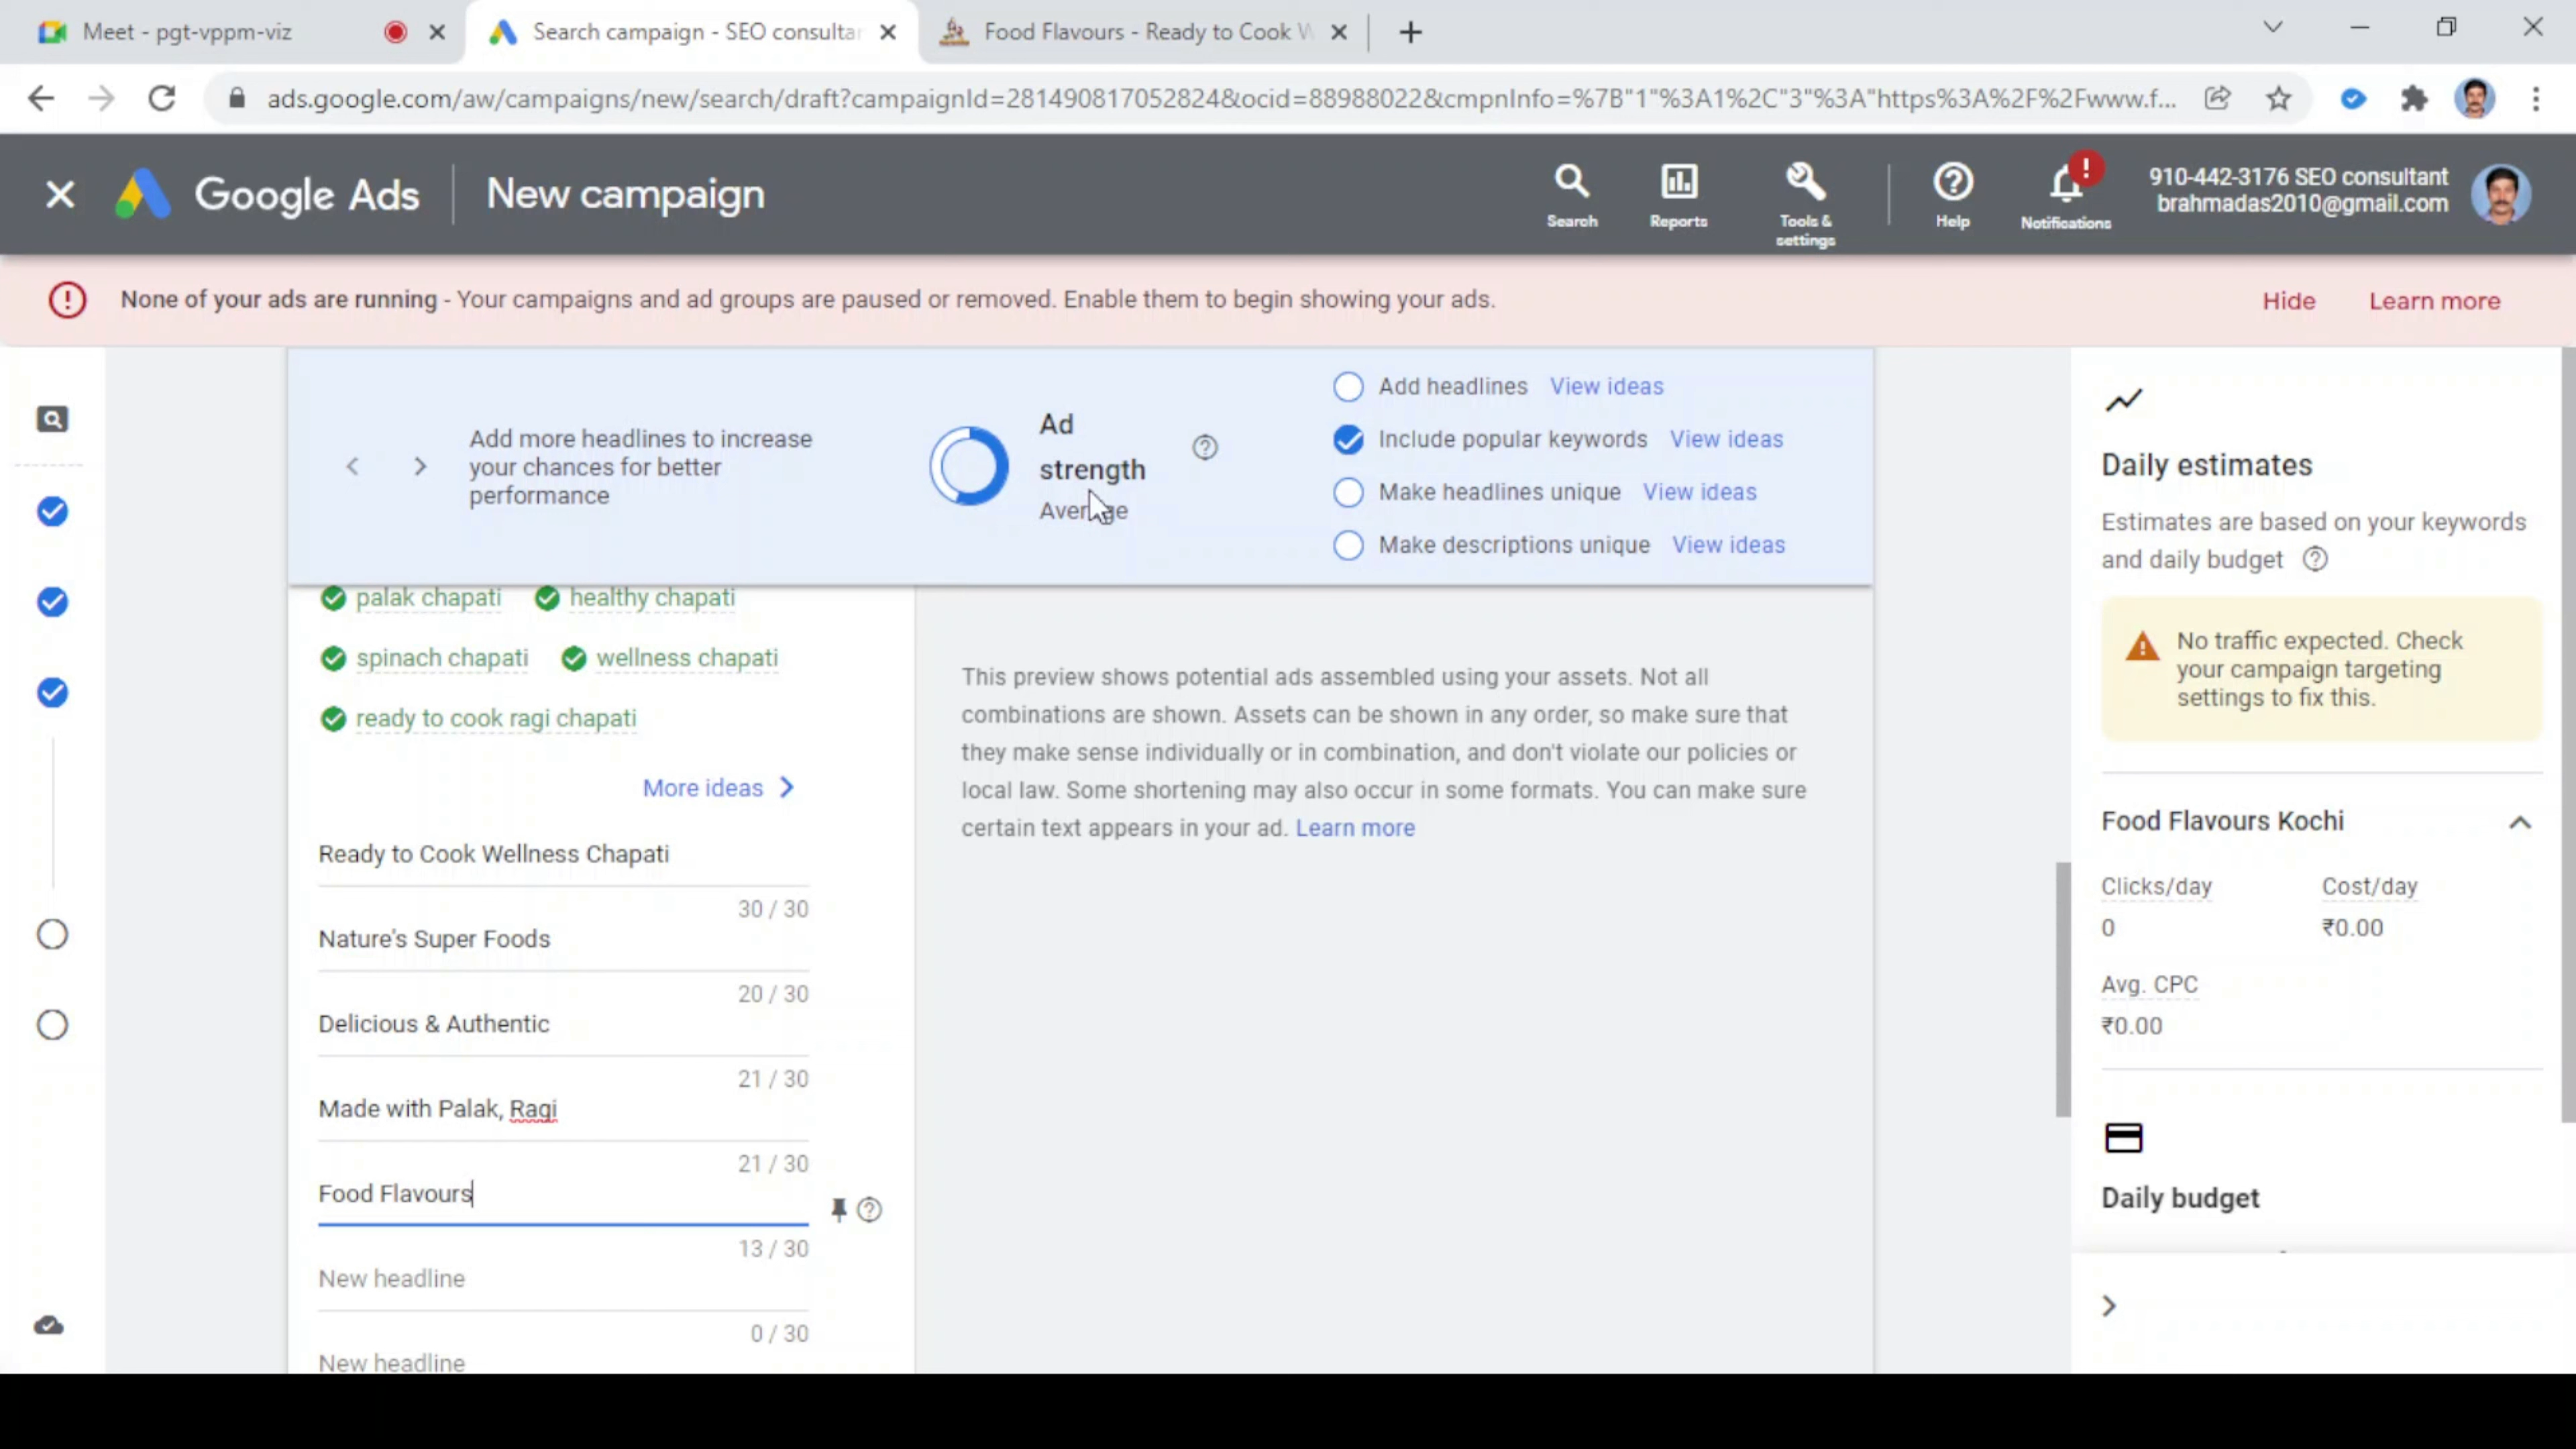 Meet - pgt-vppm-viz
Search campaign - SEO consultar
Food Flavours - Ready to Cook W
ads.google.com/aw/campaigns/new/search/draft?campaignId=281490817052824&ocid=88988022&cmpnInfo=%7B"1"%3A1%2C"3"%3A"https%3A%2F%2Fwww.f...
Google Ads
New campaign
Search
Reports
Tools &
settings
Help
Notifications
910-442-3176 SEO consultant
brahmadas2010@gmail.com
None of your ads are running - Your campaigns and ad groups are paused or removed. Enable them to begin showing your ads.
Hide
Learn more
Add more headlines to increase
your chances for better
performance
Ad
strength
Average
Add headlines View ideas
Include popular keywords View ideas
Make headlines unique View ideas
Make descriptions unique View ideas
palak chapati healthy chapati
spinach chapati wellness chapati
ready to cook ragi chapati
More ideas
Ready to Cook Wellness Chapati
30 / 30
Nature's Super Foods
20 / 30
Delicious & Authentic
21 / 30
Made with Palak, Ragi
21 / 30
Food Flavours
13 / 30
New headline
0 / 30
New headline
This preview shows potential ads assembled using your assets. Not all
combinations are shown. Assets can be shown in any order, so make sure that
they make sense individually or in combination, and don't violate our policies or
local law. Some shortening may also occur in some formats. You can make sure
certain text appears in your ad. Learn more
Daily estimates
Estimates are based on your keywords
and daily budget
No traffic expected. Check
your campaign targeting
settings to fix this.
Food Flavours Kochi
Clicks/day
Cost/day
0
₹0.00
Avg. CPC
₹0.00
Daily budget